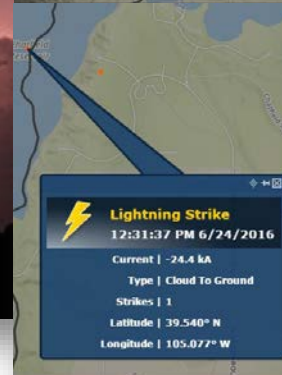 Lightning Strike
12:31:37 PM 6/24/2016
Current | -24.4 kA
Type | Cloud To Ground
Strikes | 1
Latitude | 39.540° N
Longitude | 105.077° W